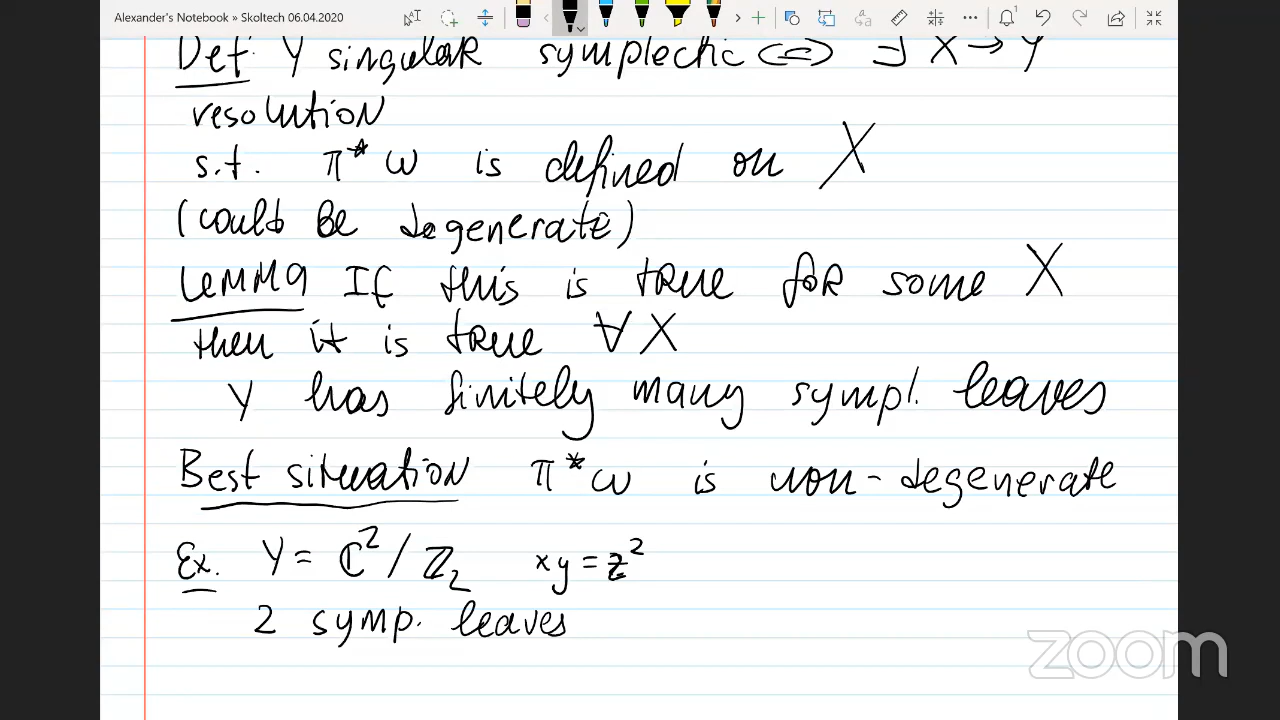 Alexander's Notebook » Skoltech 06.04.2020
Def: Y singular symplectic <=> ∃ X → Y
resolution
s.t. π* ω is defined on X
(could be degenerate)
Lemma If this is true for some X
then it is true ∀ X
Y has finitely many sympl. leaves
Best situation π* ω is non-degenerate
Ex. Y = ℂ² / ℤ₂ xy = z²
2 symp. leaves
zoom